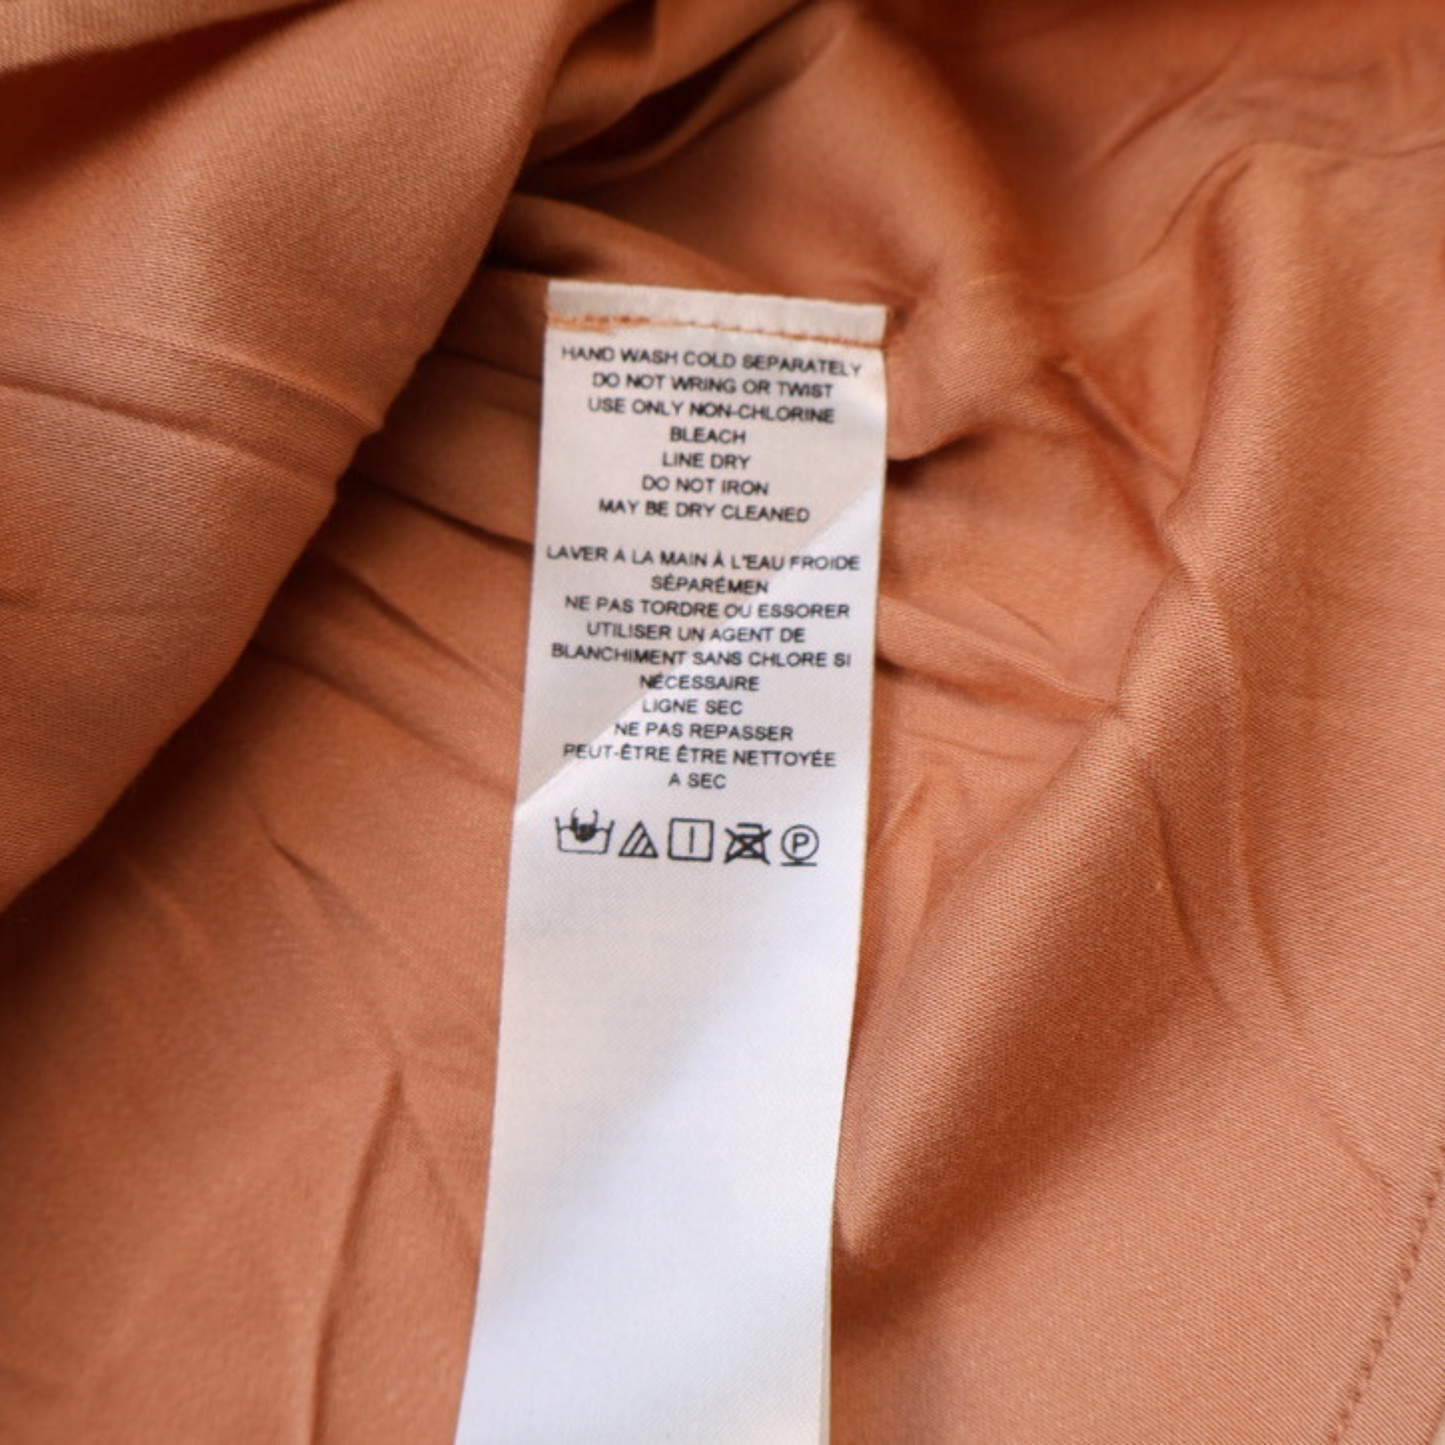 HAND WASH COLD SEPARATELY
DO NOT WRING OR TWIST
USE ONLY NON-CHLORINE
BLEACH
LINE DRY
DO NOT IRON
MAY BE DRY CLEANED
LAVER À LA MAIN À L'EAU FROIDE
SÉPARÉMEN
NE PAS TORDRE OU ESSORER
UTILISER UN AGENT DE
BLANCHIMENT SANS CHLORE SI
NÉCESSAIRE
LIGNE SEC
NE PAS REPASSER
PEUT-ÊTRE ÊTRE NETTOYÉE
A SEC
P